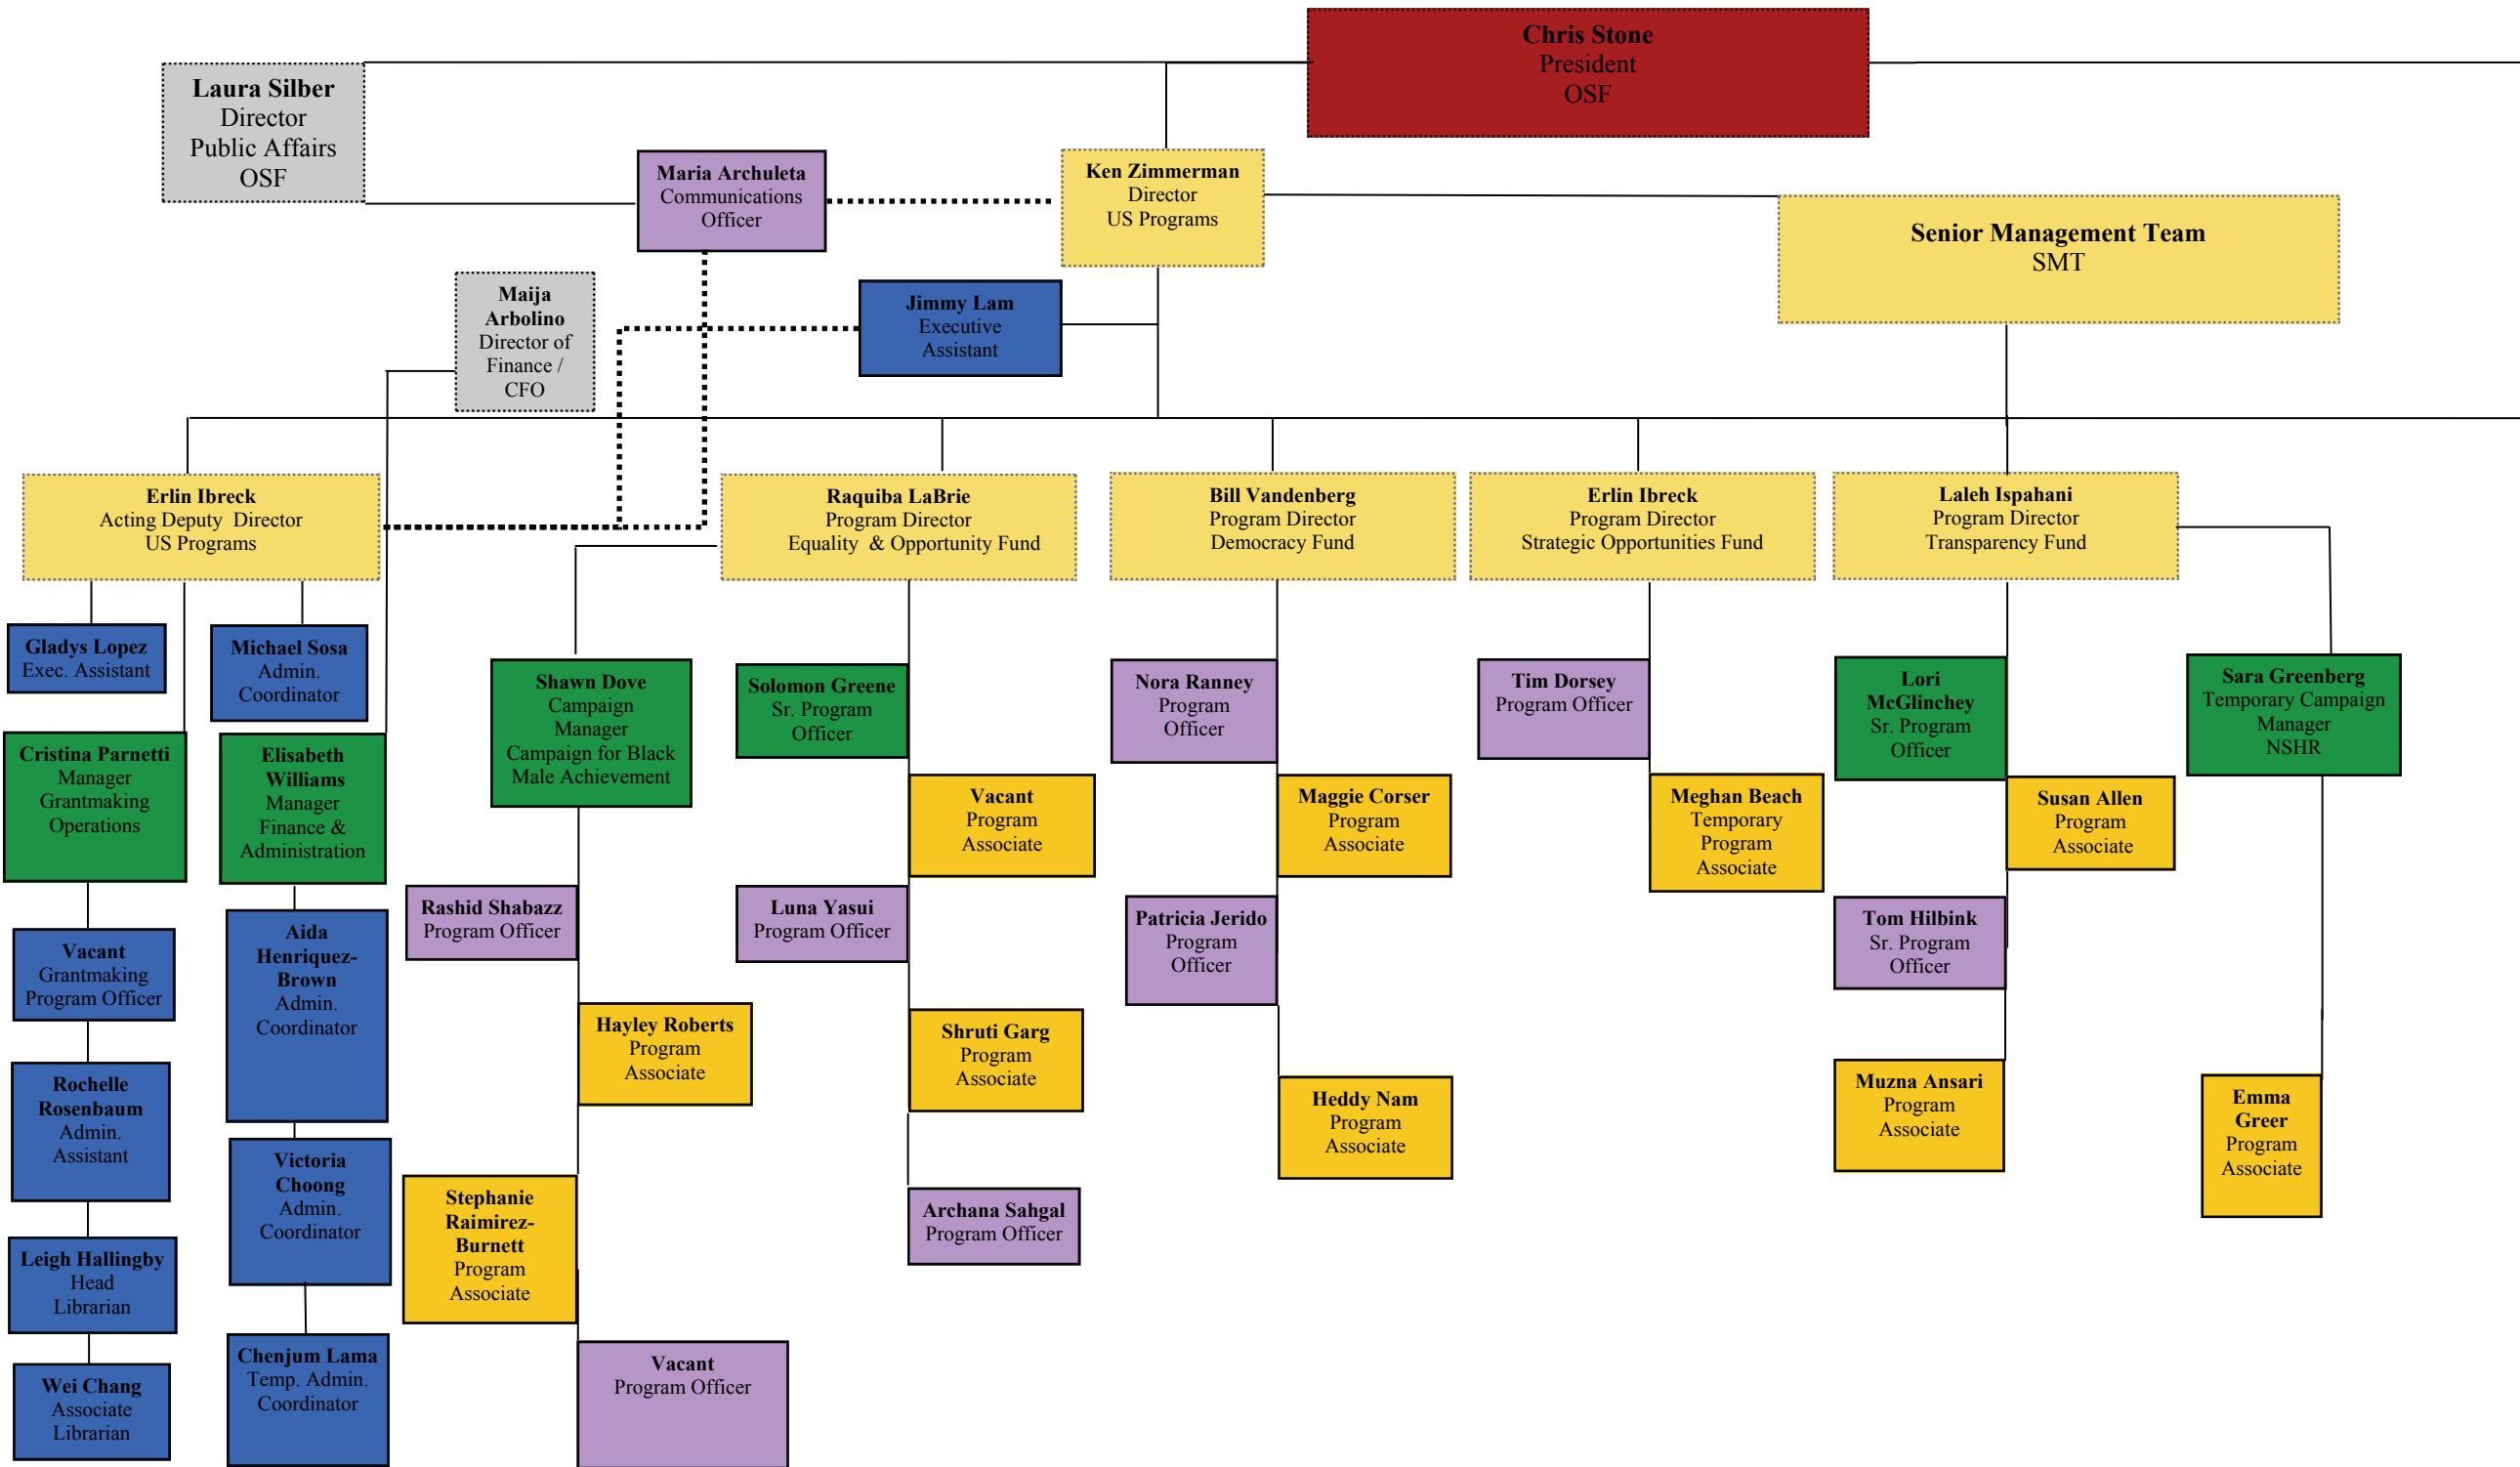 Chris Stone
President
OSF
Laura Silber
Director
Public Affairs
OSF
Maria Archuleta
Communications
Officer
Ken Zimmerman
Director
US Programs
Senior Management Team
SMT
Maija
Arbolino
Director of
Finance /
CFO
Jimmy Lam
Executive
Assistant
Erlin Ibreck
Acting Deputy Director
US Programs
Raquiba LaBrie
Program Director
Equality & Opportunity Fund
Bill Vandenberg
Program Director
Democracy Fund
Erlin Ibreck
Program Director
Strategic Opportunities Fund
Laleh Ispahani
Program Director
Transparency Fund
Gladys Lopez
Exec. Assistant
Michael Sosa
Admin.
Coordinator
Cristina Parnetti
Manager
Grantmaking
Operations
Elisabeth
Williams
Manager
Finance &
Administration
Shawn Dove
Campaign
Manager
Campaign for Black
Male Achievement
Solomon Greene
Sr. Program
Officer
Nora Ranney
Program
Officer
Tim Dorsey
Program Officer
Lori
McGlinchey
Sr. Program
Officer
Sara Greenberg
Temporary Campaign
Manager
NSHR
Vacant
Program
Associate
Maggie Corser
Program
Associate
Meghan Beach
Temporary
Program
Associate
Susan Allen
Program
Associate
Vacant
Grantmaking
Program Officer
Aida
Henriquez-
Brown
Admin.
Coordinator
Rashid Shabazz
Program Officer
Luna Yasui
Program Officer
Patricia Jerido
Program
Officer
Tom Hilbink
Sr. Program
Officer
Hayley Roberts
Program
Associate
Shruti Garg
Program
Associate
Heddy Nam
Program
Associate
Muzna Ansari
Program
Associate
Emma
Greer
Program
Associate
Rochelle
Rosenbaum
Admin.
Assistant
Victoria
Choong
Admin.
Coordinator
Stephanie
Raimirez-
Burnett
Program
Associate
Archana Sahgal
Program Officer
Leigh Hallingby
Head
Librarian
Chenjum Lama
Temp. Admin.
Coordinator
Vacant
Program Officer
Wei Chang
Associate
Librarian